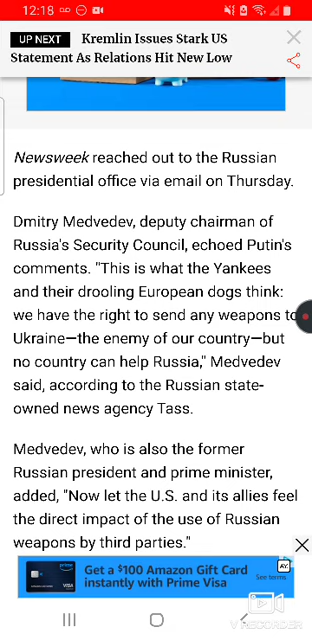 12:18
UP NEXT Kremlin Issues Stark US
Statement As Relations Hit New Low
Newsweek reached out to the Russian
presidential office via email on Thursday.
Dmitry Medvedev, deputy chairman of
Russia's Security Council, echoed Putin's
comments. "This is what the Yankees
and their drooling European dogs think:
we have the right to send any weapons to
Ukraine—the enemy of our country—but
no country can help Russia," Medvedev
said, according to the Russian state-
owned news agency Tass.
Medvedev, who is also the former
Russian president and prime minister,
added, "Now let the U.S. and its allies feel
the direct impact of the use of Russian
weapons by third parties."
prime
VISA
Get a $100 Amazon Gift Card
instantly with Prime Visa
See terms
V RECORDER